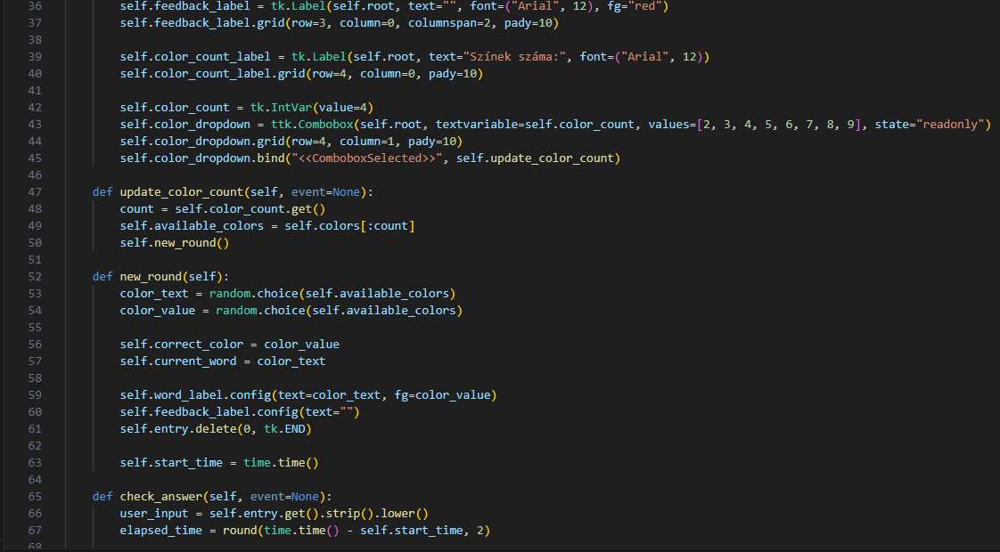 36 self.feedback_label = tk.Label(self.root, text="", font=("Arial", 12), fg="red")
37 self.feedback_label.grid(row=3, column=0, columnspan=2, pady=10)
38
39 self.color_count_label = tk.Label(self.root, text="Színek száma:", font=("Arial", 12))
40 self.color_count_label.grid(row=4, column=0, pady=10)
41
42 self.color_count = tk.IntVar(value=4)
43 self.color_dropdown = ttk.Combobox(self.root, textvariable=self.color_count, values=[2, 3, 4, 5, 6, 7, 8, 9], state="readonly")
44 self.color_dropdown.grid(row=4, column=1, pady=10)
45 self.color_dropdown.bind("<<ComboboxSelected>>", self.update_color_count)
46
47 def update_color_count(self, event=None):
48 count = self.color_count.get()
49 self.available_colors = self.colors[:count]
50 self.new_round()
51
52 def new_round(self):
53 color_text = random.choice(self.available_colors)
54 color_value = random.choice(self.available_colors)
55
56 self.correct_color = color_value
57 self.current_word = color_text
58
59 self.word_label.config(text=color_text, fg=color_value)
60 self.feedback_label.config(text="")
61 self.entry.delete(0, tk.END)
62
63 self.start_time = time.time()
64
65 def check_answer(self, event=None):
66 user_input = self.entry.get().strip().lower()
67 elapsed_time = round(time.time() - self.start_time, 2)
68